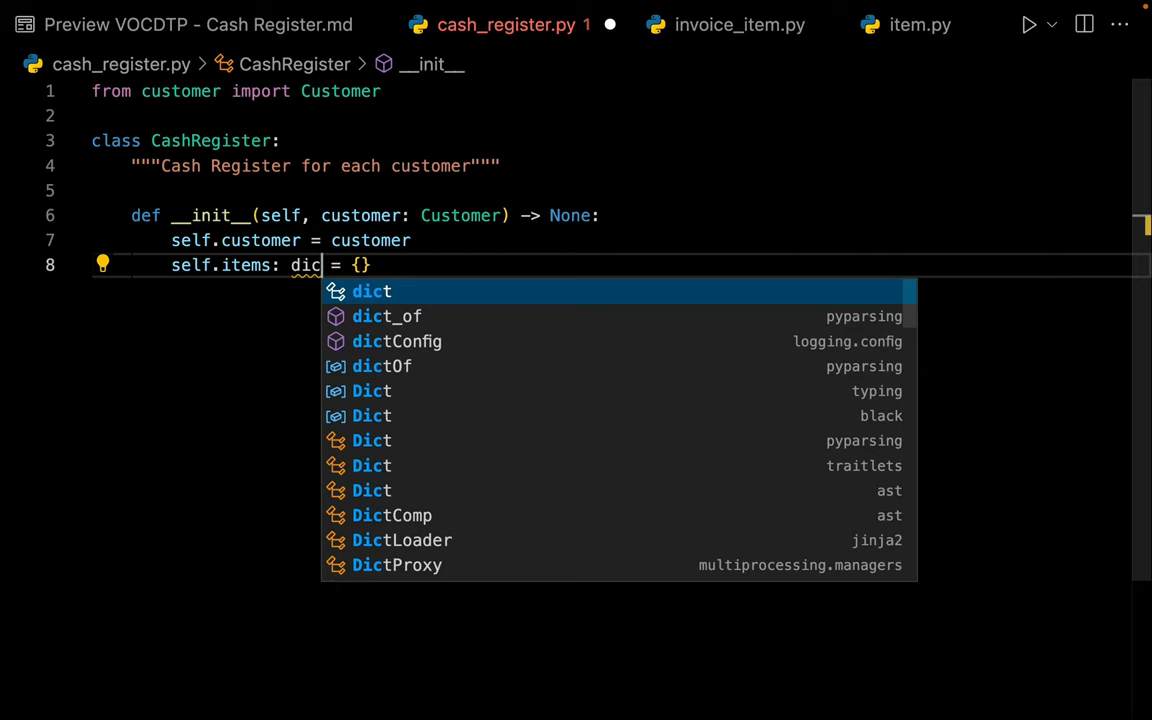 Preview VOCDTP - Cash Register.md cash_register.py 1 invoice_item.py item.py
cash_register.py > CashRegister > __init__
1 from customer import Customer
2
3 class CashRegister:
4 """Cash Register for each customer"""
5
6 def __init__(self, customer: Customer) -> None:
7 self.customer = customer
8 self.items: dic = {}
dict
dict_of pyparsing
dictConfig logging.config
dictOf pyparsing
Dict typing
Dict black
Dict pyparsing
Dict traitlets
Dict ast
DictComp ast
DictLoader jinja2
DictProxy multiprocessing.managers